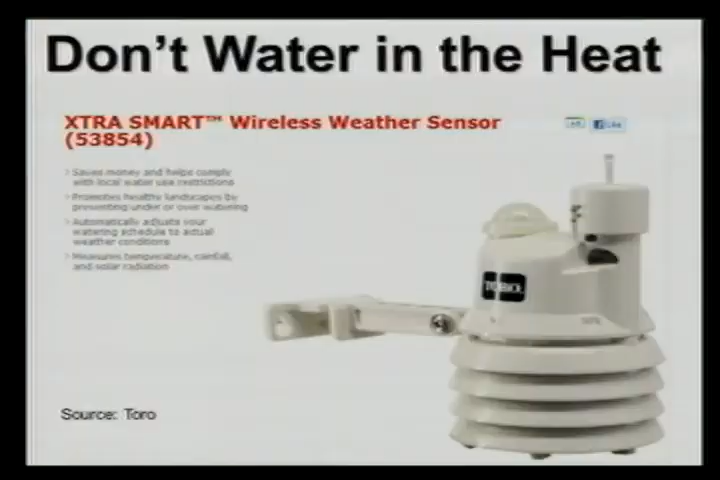 Don't Water in the Heat
XTRA SMART™ Wireless Weather Sensor
(53854)
Like
Saves money and helps comply
with local water use restrictions
Promotes healthy landscapes by
preventing under or over watering
Automatically adjusts your
watering schedule to actual
weather conditions
Measures temperature, rainfall,
and solar radiation
TORO
Source: Toro